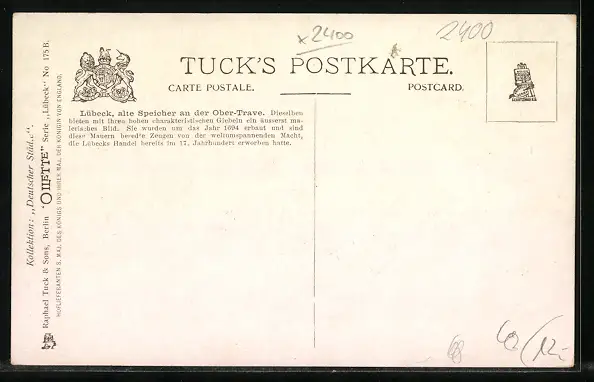 x 2400
2400
TUCK'S POSTKARTE.
CARTE POSTALE.
POSTCARD.
Lübeck, alte Speicher an der Ober-Trave. Dieselben
bieten mit ihren hohen charakteristischen Giebeln ein äusserst ma-
lerisches Bild. Sie wurden um das Jahr 1694 erbaut und sind
diese Mauern beredte Zeugen von der weltumspannenden Macht,
die Lübecks Handel bereits im 17. Jahrhundert erworben hatte.
Kollektion: „Deutscher Städte".
Raphael Tuck & Sons, Berlin "OILETTE" Serie „Lübeck" No 175 B.
HOFLIEFERANTEN S. MAJ. DES KÖNIGS UND IHRER MAJ. DER KÖNIGIN VON ENGLAND.
12,-